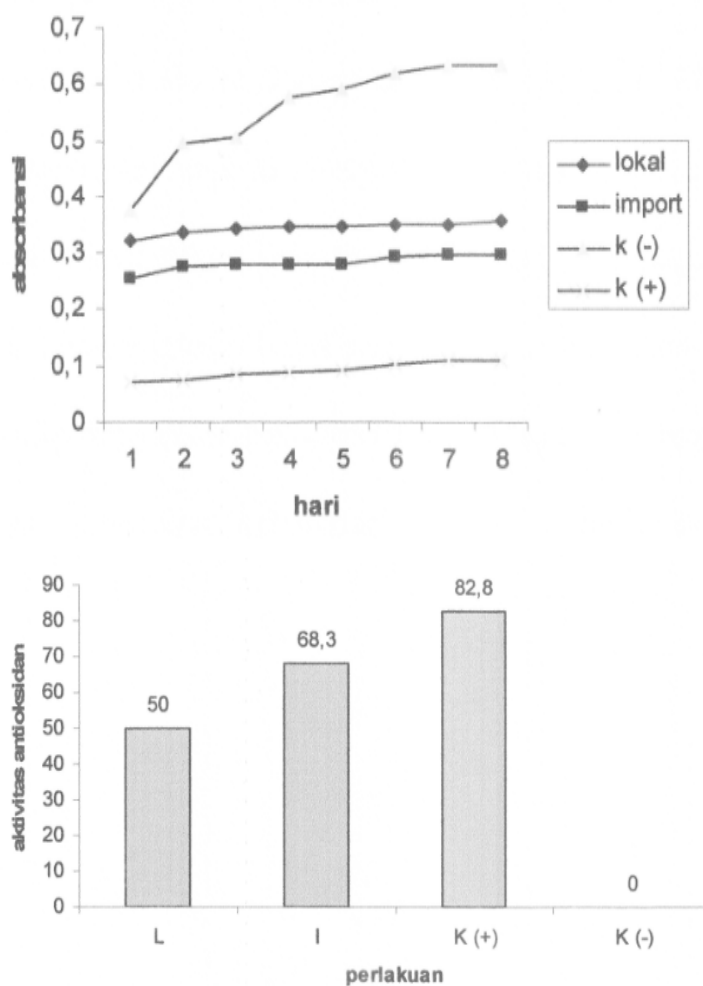 0,7
0,6
0,5
0,4
0,3
0,2
0,1
0
absorbansi
1 2 3 4 5 6 7 8
hari
lokal
import
k (-)
k (+)
90
80
70
60
50
40
30
20
10
0
aktivitas antioksidan
50
68,3
82,8
0
L I K (+) K (-)
perlakuan